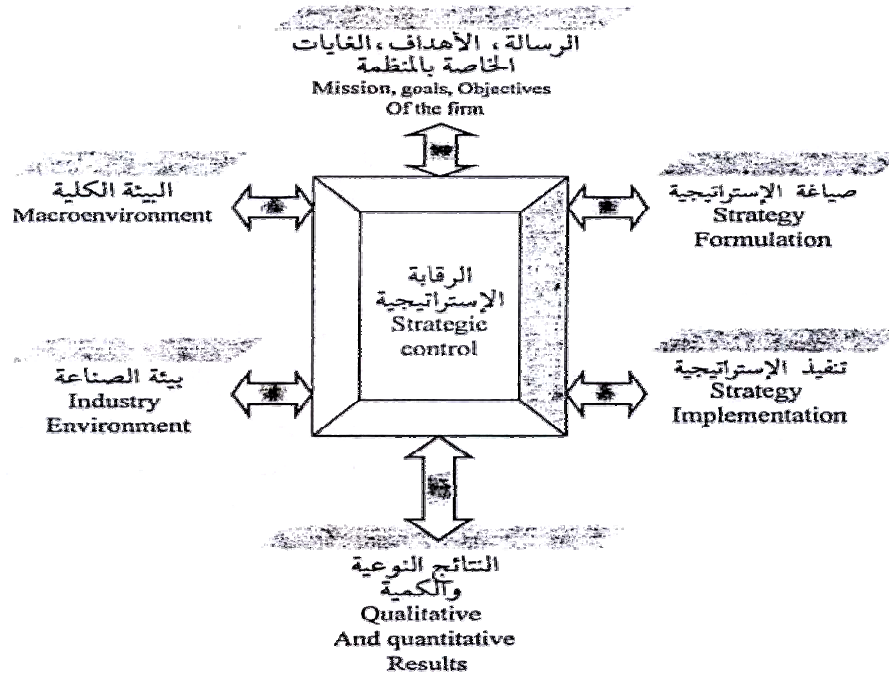 الرسالة، الأهداف، الغايات
الخاصة بالمنظمة
Mission, goals, Objectives
Of the firm
البيئة الكلية
Macroenvironment
صياغة الإستراتيجية
Strategy
Formulation
الرقابة
الإستراتيجية
Strategic
control
بيئة الصناعة
Industry
Environment
تنفيذ الإستراتيجية
Strategy
Implementation
النتائج النوعية
والكمية
Qualitative
And quantitative
Results